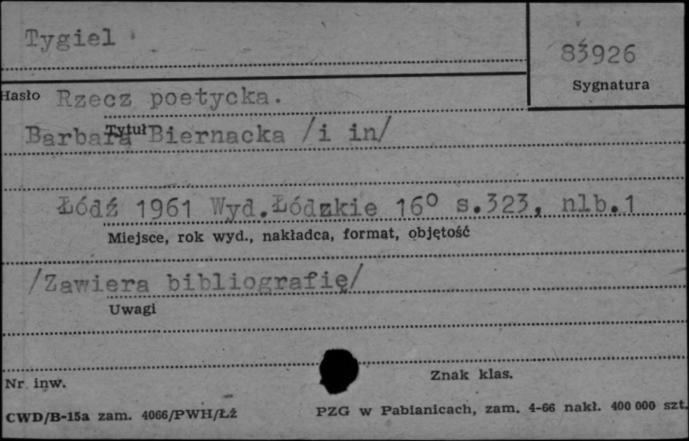 Tygiel
83926
Sygnatura
Hasło Rzecz poetycka.
Tytuł
Barbara Biernacka /i in/
Łódź 1961 Wyd.Łódzkie 16° s.323, nlb.1
Miejsce, rok wyd., nakładca, format, objętość
/Zawiera bibliografię/
Uwagi
Nr inw.
Znak klas.
CWD/B-15a zam. 4066/PWH/Łż
PZG w Pabianicach, zam. 4-66 nakł. 400 000 szt.